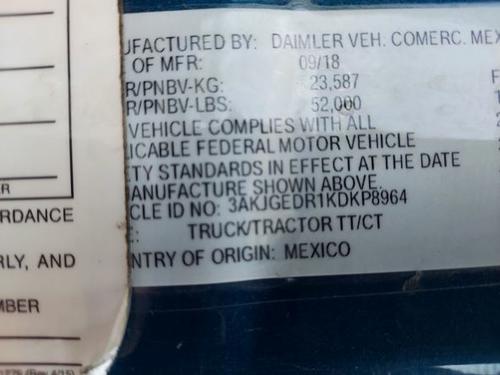 UFACTURED BY: DAIMLER VEH. COMERC. MEX
OF MFR: 09/18
R/PNBV-KG: 23,587
R/PNBV-LBS: 52,000
VEHICLE COMPLIES WITH ALL
LICABLE FEDERAL MOTOR VEHICLE
ETY STANDARDS IN EFFECT AT THE DATE
ANUFACTURE SHOWN ABOVE.
CLE ID NO: 3AKJGEDR1KDKP8964
E: TRUCK/TRACTOR TT/CT
NTRY OF ORIGIN: MEXICO
ER
ORDANCE
RLY, AND
MBER